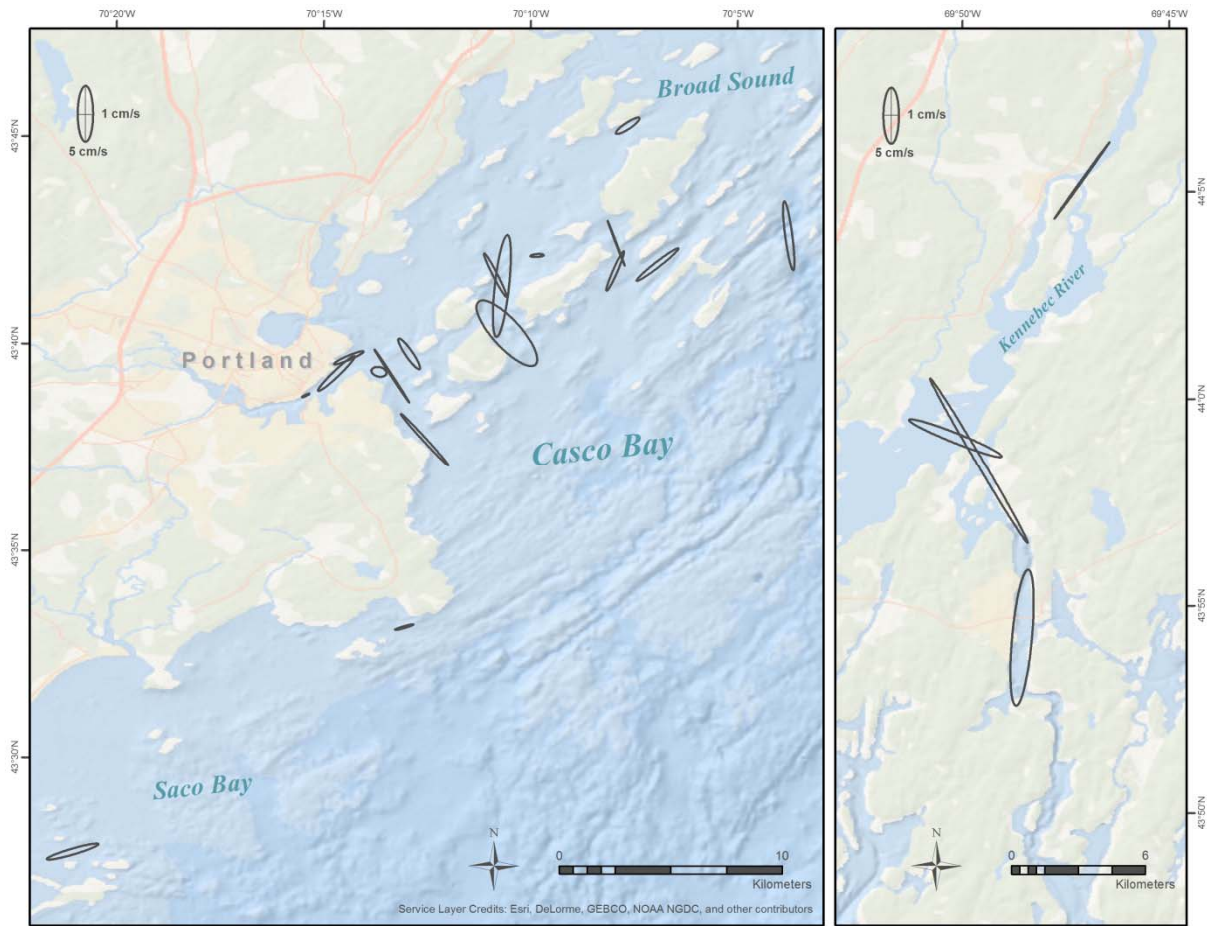 70°20'W 70°15'W 70°10'W 70°5'W
69°50'W 69°45'W
Broad Sound
1 cm/s
5 cm/s
1 cm/s
5 cm/s
43°45'N
44°5'N
Kennebec River
43°40'N
Portland
44°0'N
Casco Bay
43°35'N
43°55'N
43°30'N
Saco Bay
43°50'N
N
0 10
Kilometers
N
0 6
Kilometers
Service Layer Credits: Esri, DeLorme, GEBCO, NOAA NGDC, and other contributors